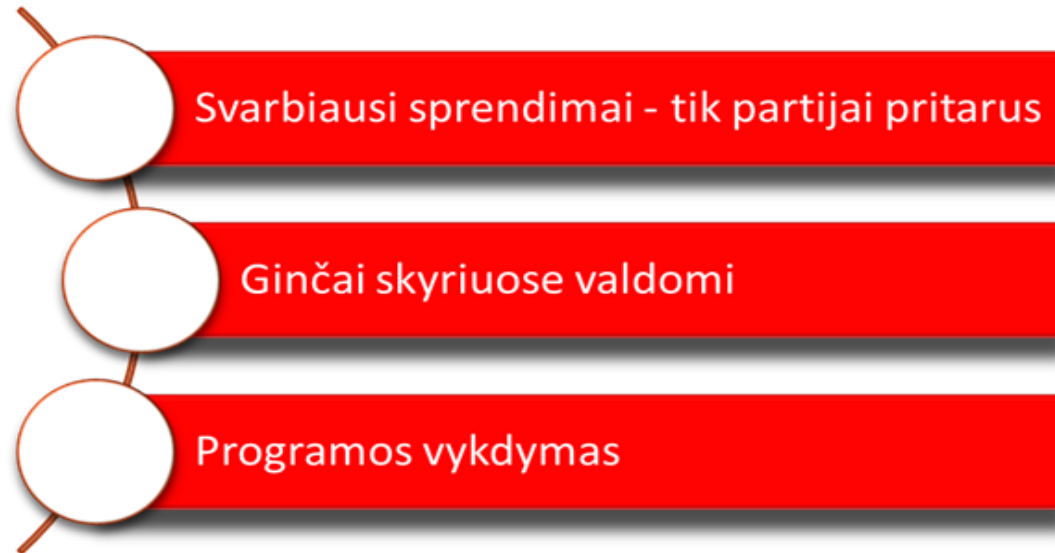 Svarbiausi sprendimai - tik partijai pritarus
Ginčai skyriuose valdomi
Programos vykdymas